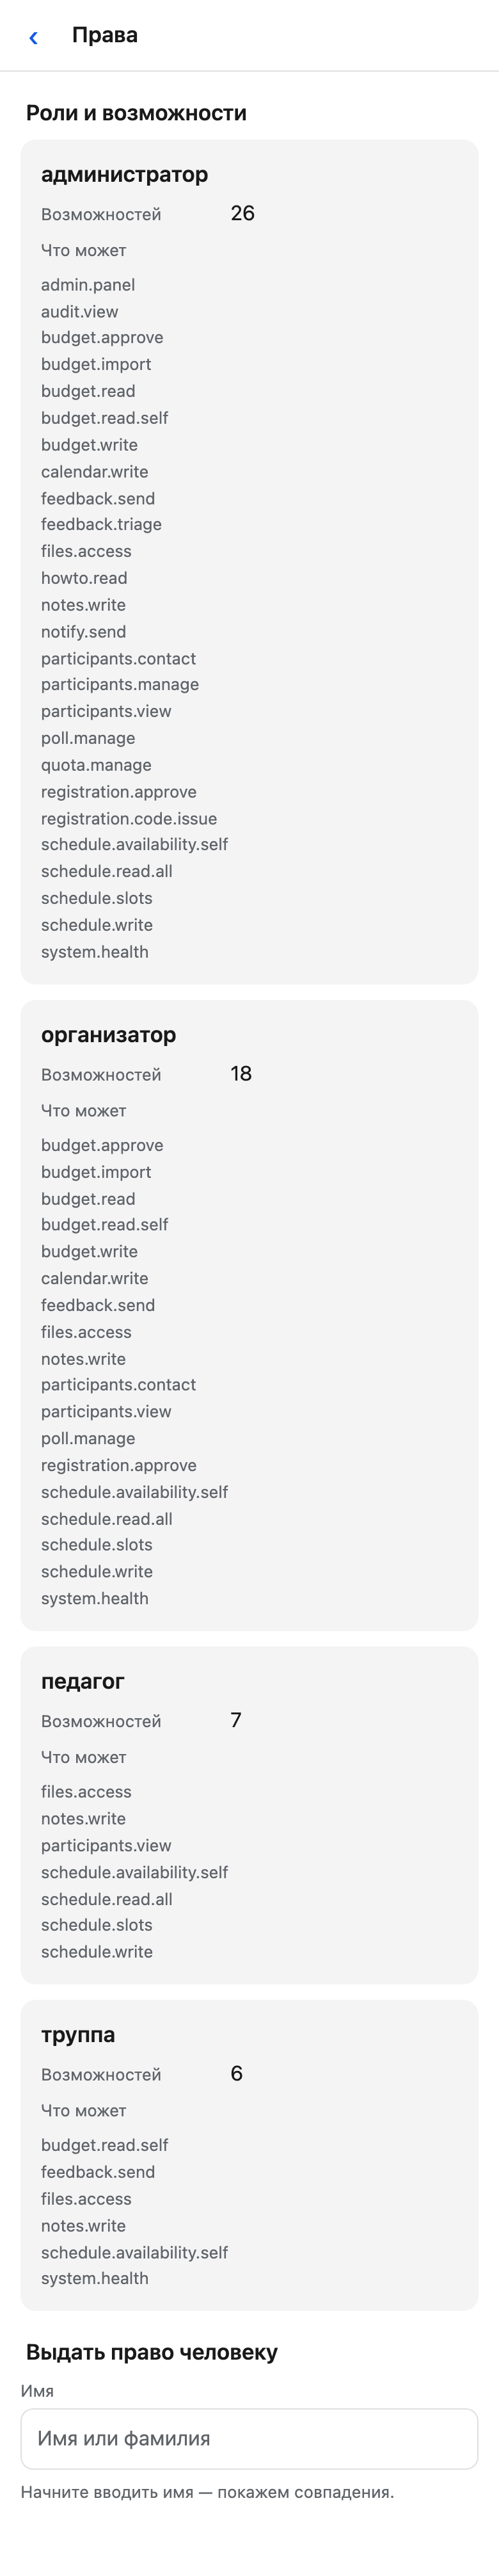 ‹ Права
Роли и возможности
администратор
Возможностей 26
Что может
admin.panel
audit.view
budget.approve
budget.import
budget.read
budget.read.self
budget.write
calendar.write
feedback.send
feedback.triage
files.access
howto.read
notes.write
notify.send
participants.contact
participants.manage
participants.view
poll.manage
quota.manage
registration.approve
registration.code.issue
schedule.availability.self
schedule.read.all
schedule.slots
schedule.write
system.health
организатор
Возможностей 18
Что может
budget.approve
budget.import
budget.read
budget.read.self
budget.write
calendar.write
feedback.send
files.access
notes.write
participants.contact
participants.view
poll.manage
registration.approve
schedule.availability.self
schedule.read.all
schedule.slots
schedule.write
system.health
педагог
Возможностей 7
Что может
files.access
notes.write
participants.view
schedule.availability.self
schedule.read.all
schedule.slots
schedule.write
труппа
Возможностей 6
Что может
budget.read.self
feedback.send
files.access
notes.write
schedule.availability.self
system.health
Выдать право человеку
Имя
Имя или фамилия
Начните вводить имя — покажем совпадения.